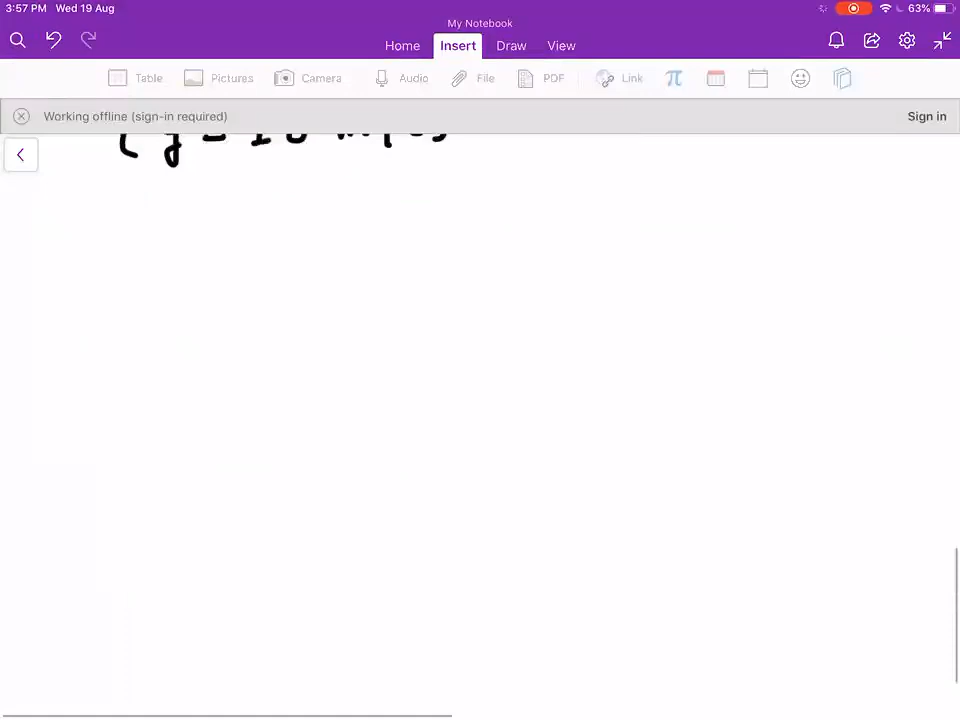 3:57 PM Wed 19 Aug 63%
My Notebook
Home Insert Draw View
Table Pictures Camera Audio File PDF Link
Working offline (sign-in required) Sign in